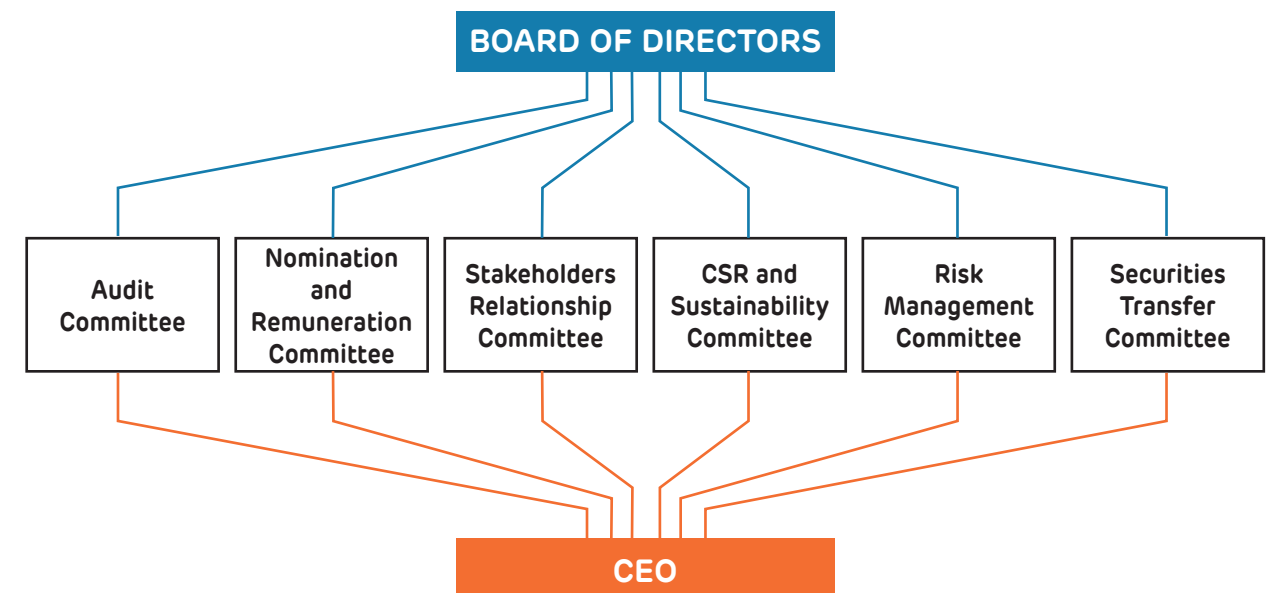 BOARD OF DIRECTORS
Audit
Committee
Nomination
and
Remuneration
Committee
Stakeholders
Relationship
Committee
CSR and
Sustainability
Committee
Risk
Management
Committee
Securities
Transfer
Committee
CEO